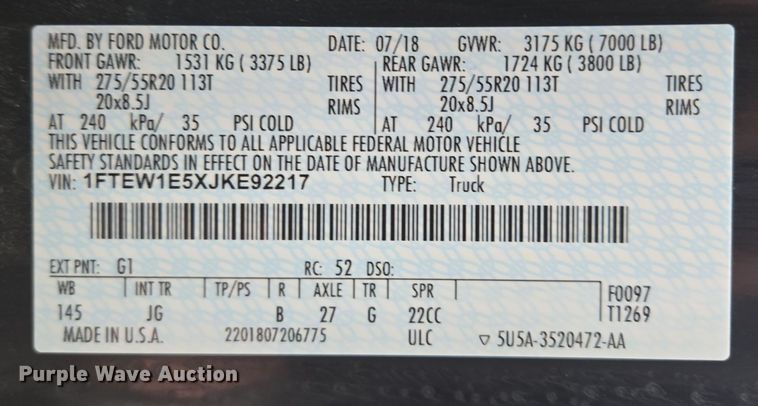 MFD. BY FORD MOTOR CO. DATE: 07/18 GVWR: 3175 KG ( 7000 LB)
FRONT GAWR: 1531 KG ( 3375 LB) REAR GAWR: 1724 KG ( 3800 LB)
WITH 275/55R20 113T TIRES WITH 275/55R20 113T TIRES
20x8.5J RIMS 20x8.5J RIMS
AT 240 kPa/ 35 PSI COLD AT 240 kPa/ 35 PSI COLD
THIS VEHICLE CONFORMS TO ALL APPLICABLE FEDERAL MOTOR VEHICLE
SAFETY STANDARDS IN EFFECT ON THE DATE OF MANUFACTURE SHOWN ABOVE.
VIN: 1FTEW1E5XJKE92217 TYPE: Truck
EXT PNT: G1 RC: 52 DSO:
WB INT TR TP/PS R AXLE TR SPR F0097
145 JG B 27 G 22CC T1269
MADE IN U.S.A. 2201807206775 ULC ▽ 5U5A-3520472-AA
Purple Wave Auction